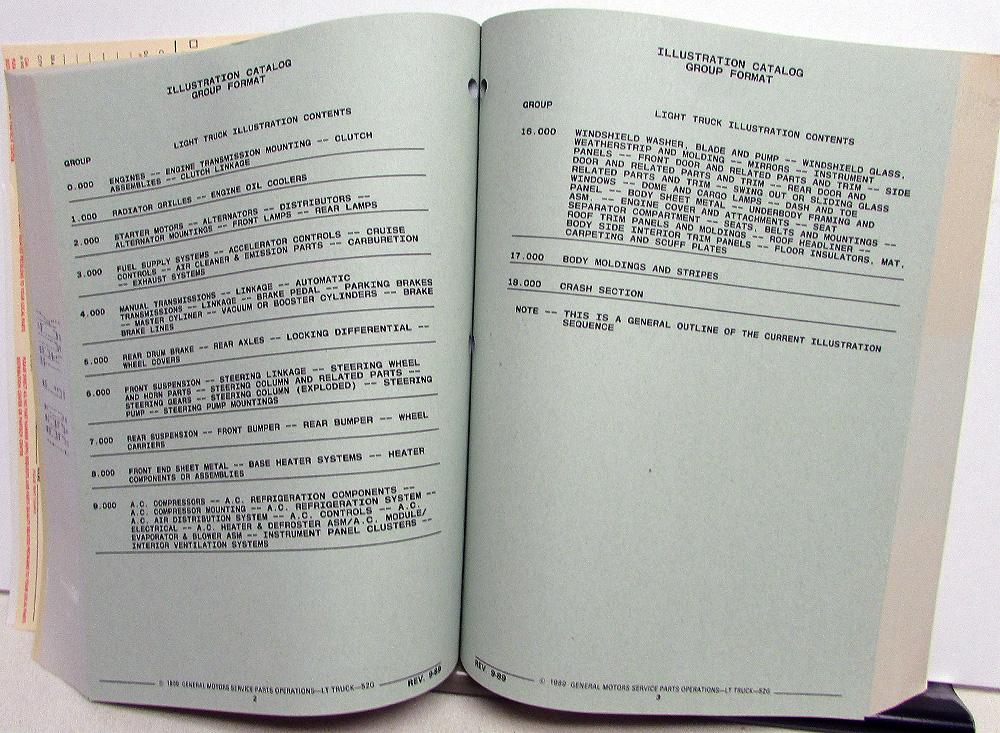 ILLUSTRATION CATALOG
GROUP FORMAT
LIGHT TRUCK ILLUSTRATION CONTENTS
GROUP
0.000 ENGINES -- ENGINE TRANSMISSION MOUNTING -- CLUTCH
ASSEMBLIES -- CLUTCH LINKAGE
1.000 RADIATOR GRILLES -- ENGINE OIL COOLERS
2.000 STARTER MOTORS -- ALTERNATORS -- DISTRIBUTORS --
ALTERNATOR MOUNTINGS -- FRONT LAMPS -- REAR LAMPS
3.000 FUEL SUPPLY SYSTEMS -- ACCELERATOR CONTROLS -- CRUISE
CONTROLS -- AIR CLEANER & EMISSION PARTS -- CARBURETION
-- EXHAUST SYSTEMS
4.000 MANUAL TRANSMISSIONS -- LINKAGE -- AUTOMATIC
TRANSMISSIONS -- LINKAGE -- BRAKE PEDAL -- PARKING BRAKES
-- MASTER CYLINER -- VACUUM OR BOOSTER CYLINDERS -- BRAKE
BRAKE LINES
5.000 REAR DRUM BRAKE -- REAR AXLES -- LOCKING DIFFERENTIAL --
WHEEL COVERS
6.000 FRONT SUSPENSION -- STEERING LINKAGE -- STEERING WHEEL
AND HORN PARTS -- STEERING COLUMN AND RELATED PARTS --
STEERING GEARS -- STEERING COLUMN (EXPLODED) -- STEERING
PUMP -- STEERING PUMP MOUNTINGS
7.000 REAR SUSPENSION -- FRONT BUMPER -- REAR BUMPER -- WHEEL
CARRIERS
8.000 FRONT END SHEET METAL -- BASE HEATER SYSTEMS -- HEATER
COMPONENTS OR ASSEMBLIES
9.000 A.C. COMPRESSORS -- A.C. REFRIGERATION COMPONENTS --
A.C. COMPRESSOR MOUNTING -- A.C. REFRIGERATION SYSTEM --
A.C. AIR DISTRIBUTION SYSTEM -- A.C. CONTROLS -- A.C.
ELECTRICAL -- A.C. HEATER & DEFROSTER ASM/A.C. MODULE/
EVAPORATOR & BLOWER ASM -- INSTRUMENT PANEL CLUSTERS --
INTERIOR VENTILATION SYSTEMS
© 1989 GENERAL MOTORS SERVICE PARTS OPERATIONS—LT TRUCK—52G
REV. 9-89
2
ILLUSTRATION CATALOG
GROUP FORMAT
GROUP
LIGHT TRUCK ILLUSTRATION CONTENTS
16.000 WINDSHIELD WASHER, BLADE AND PUMP -- WINDSHIELD GLASS,
WEATHERSTRIP AND MOLDING -- MIRRORS -- INSTRUMENT
PANELS -- FRONT DOOR AND RELATED PARTS AND TRIM -- SIDE
DOOR AND RELATED PARTS AND TRIM -- REAR DOOR AND
RELATED PARTS AND TRIM -- SWING OUT OR SLIDING GLASS
WINDOWS -- DOME AND CARGO LAMPS -- DASH AND TOE
PANEL -- BODY SHEET METAL -- UNDERBODY FRAMING AND
ASM. -- ENGINE COVER AND ATTACHMENTS -- SEAT
SEPARATOR COMPARTMENT -- SEATS, BELTS AND MOUNTINGS --
ROOF TRIM PANELS AND MOLDINGS -- ROOF HEADLINER --
BODY SIDE INTERIOR TRIM PANELS -- FLOOR INSULATORS, MAT,
CARPETING AND SCUFF PLATES
17.000 BODY MOLDINGS AND STRIPES
18.000 CRASH SECTION
NOTE -- THIS IS A GENERAL OUTLINE OF THE CURRENT ILLUSTRATION
SEQUENCE
REV. 9-89
© 1989 GENERAL MOTORS SERVICE PARTS OPERATIONS—LT TRUCK—52G
3